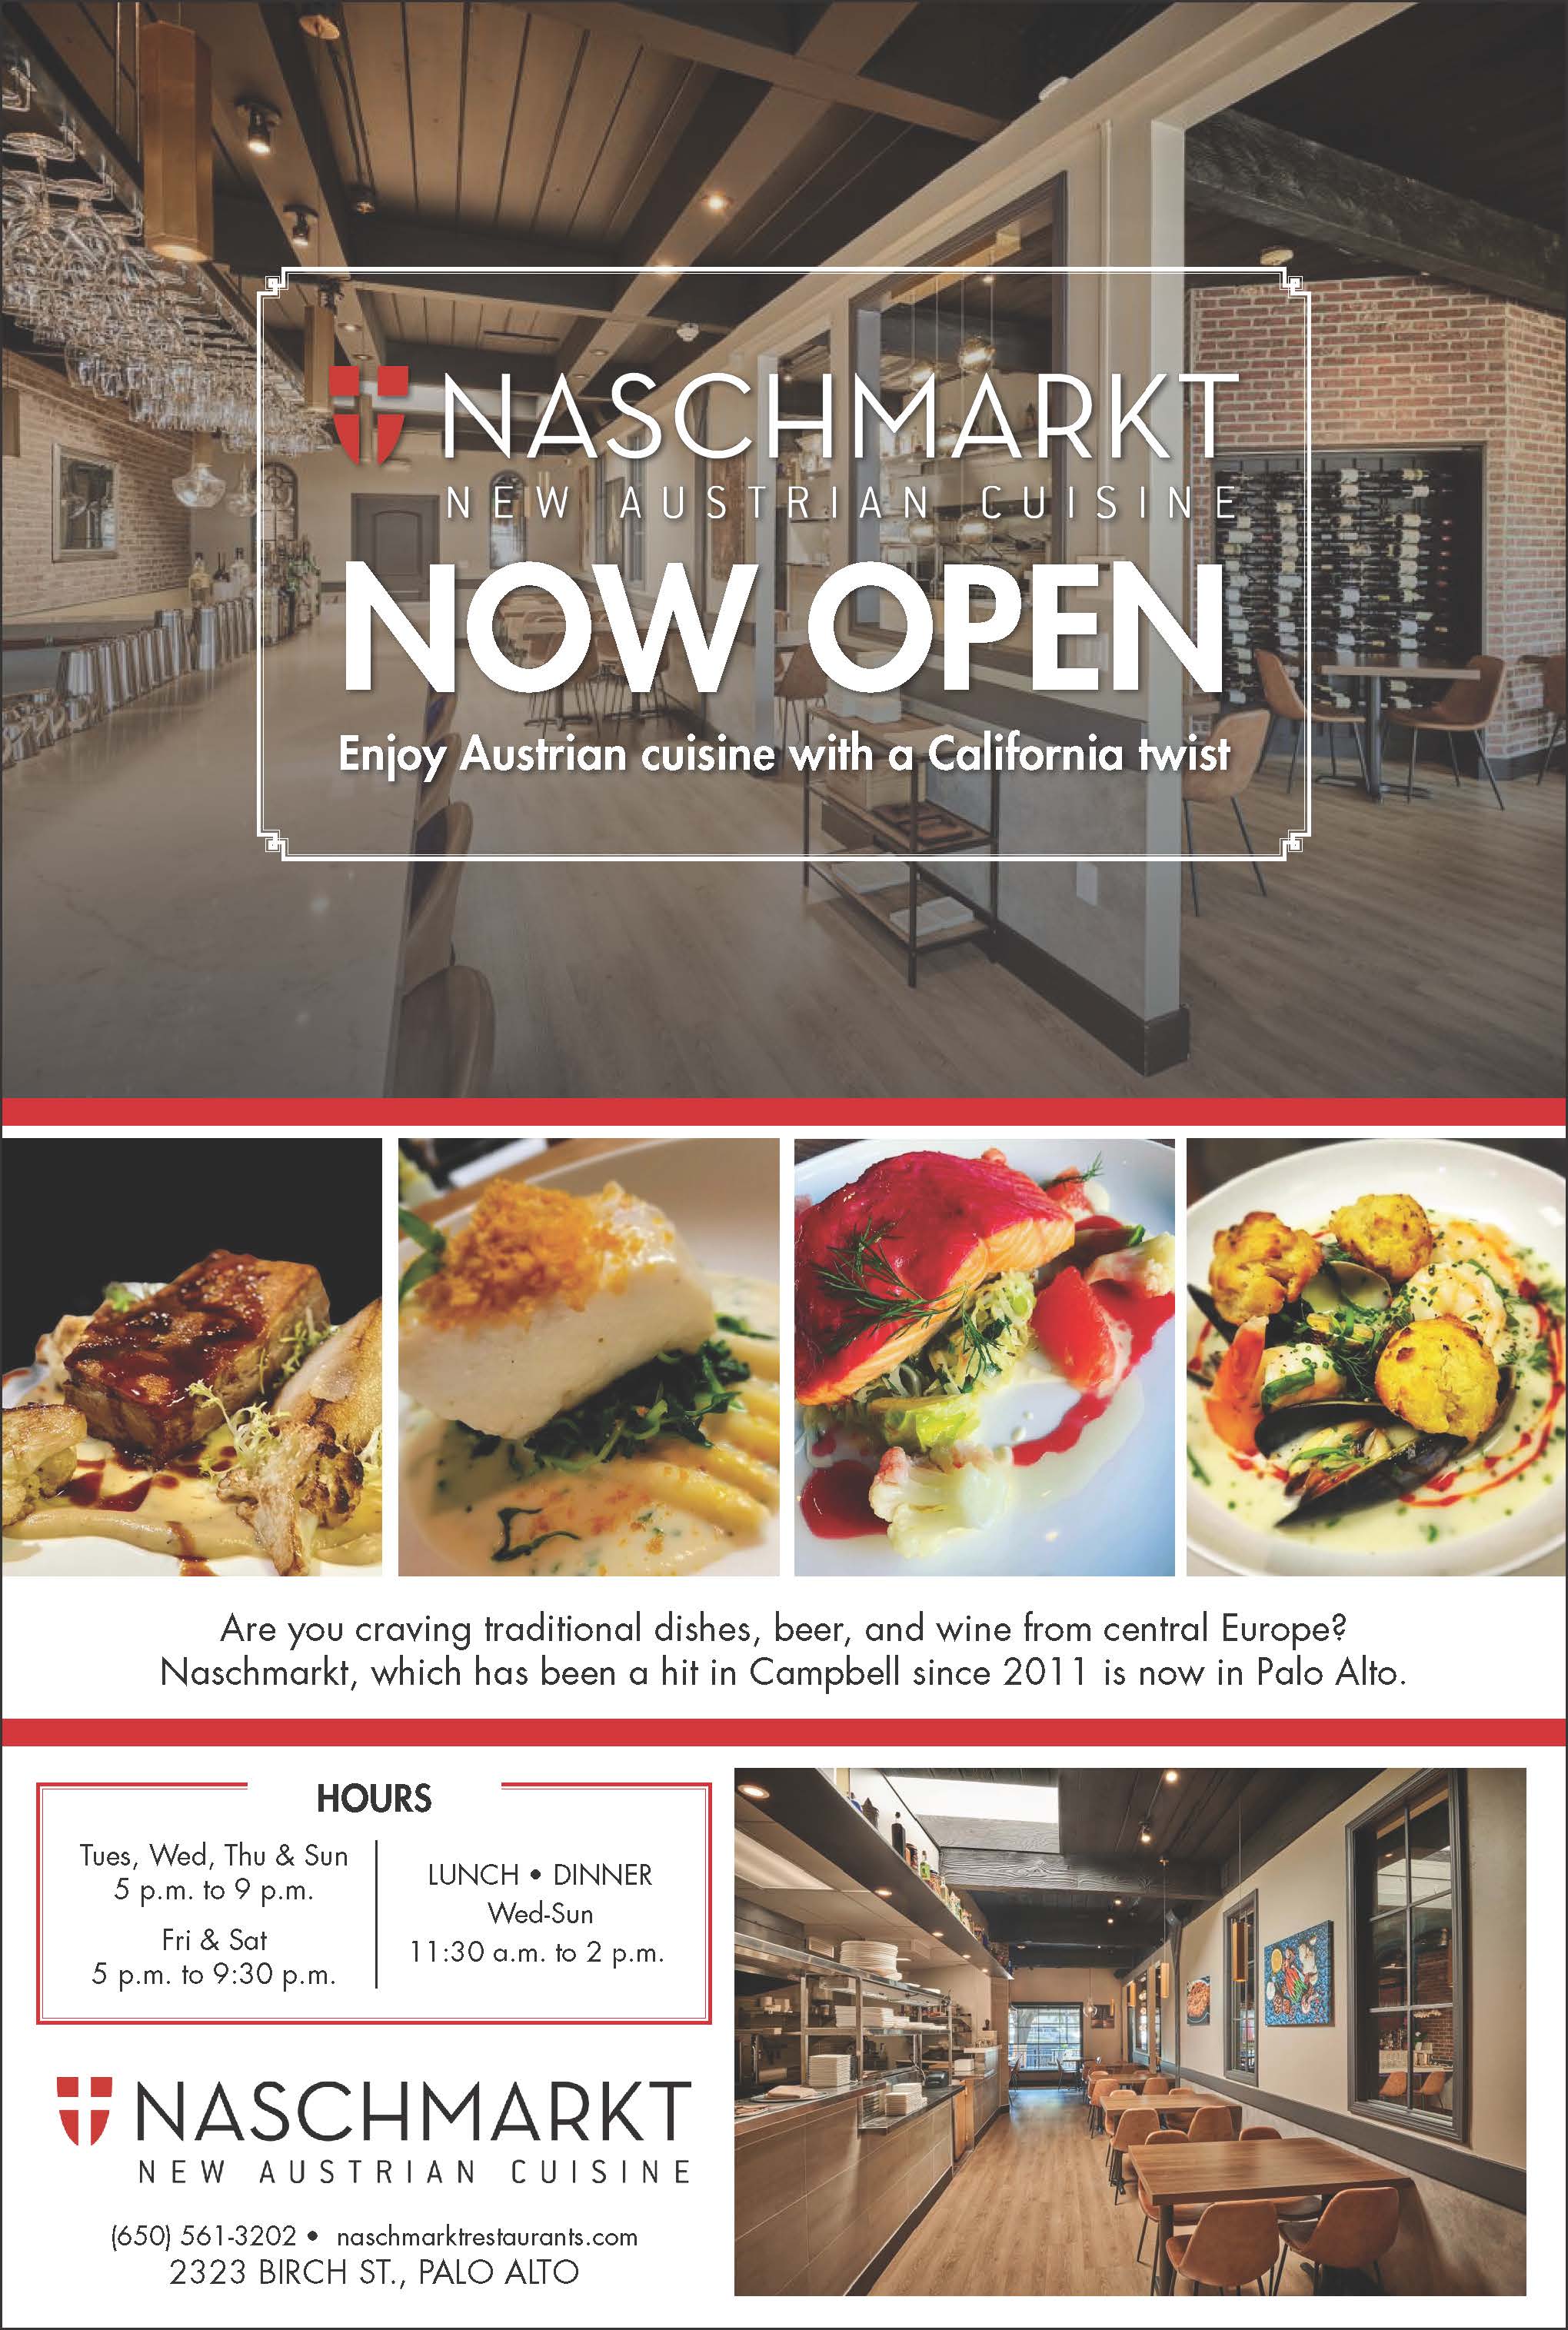 NASCHMARKT
NEW AUSTRIAN CUISINE
NOW OPEN
Enjoy Austrian cuisine with a California twist
Are you craving traditional dishes, beer, and wine from central Europe?
Naschmarkt, which has been a hit in Campbell since 2011 is now in Palo Alto.
HOURS
Tues, Wed, Thu & Sun
5 p.m. to 9 p.m.
Fri & Sat
5 p.m. to 9:30 p.m.
LUNCH • DINNER
Wed-Sun
11:30 a.m. to 2 p.m.
NASCHMARKT
NEW AUSTRIAN CUISINE
(650) 561-3202 • naschmarktrestaurants.com
2323 BIRCH ST., PALO ALTO